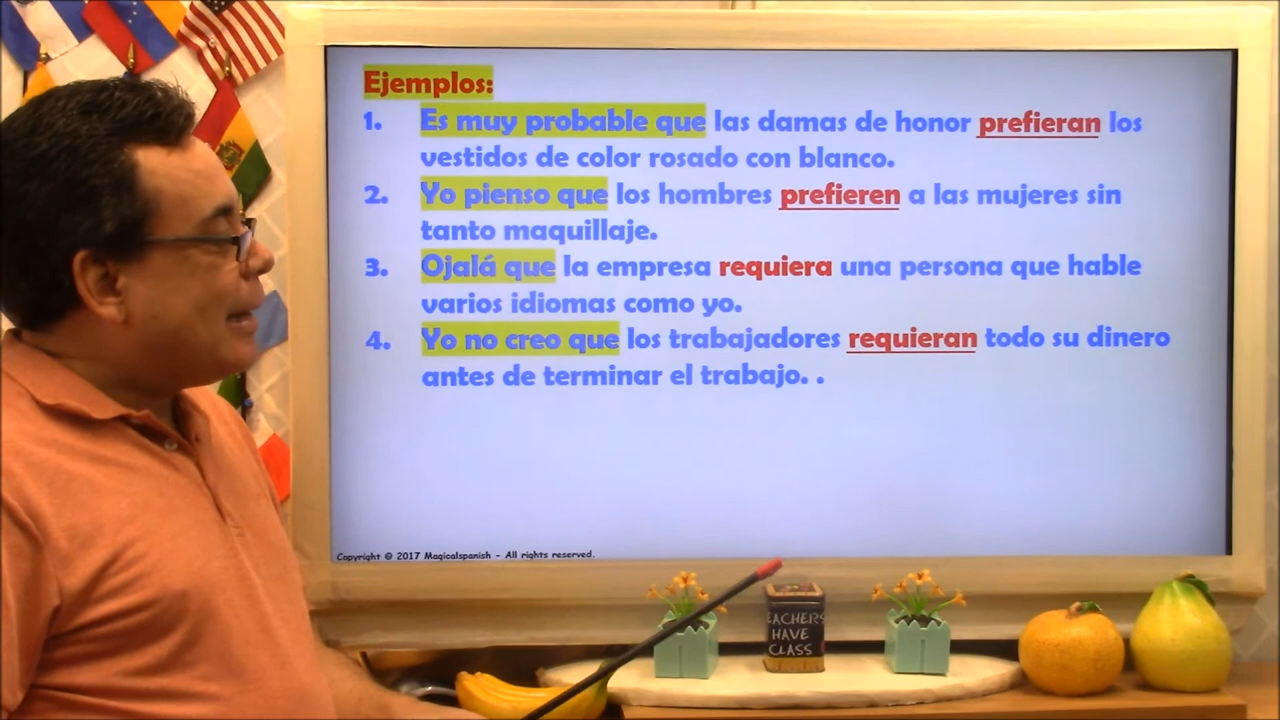 Ejemplos:
1. Es muy probable que las damas de honor prefieran los
vestidos de color rosado con blanco.
2. Yo pienso que los hombres prefieren a las mujeres sin
tanto maquillaje.
3. Ojalá que la empresa requiera una persona que hable
varios idiomas como yo.
4. Yo no creo que los trabajadores requieran todo su dinero
antes de terminar el trabajo. .
Copyright © 2017 Magicalspanish - All rights reserved.
EACHERS
HAVE
CLASS